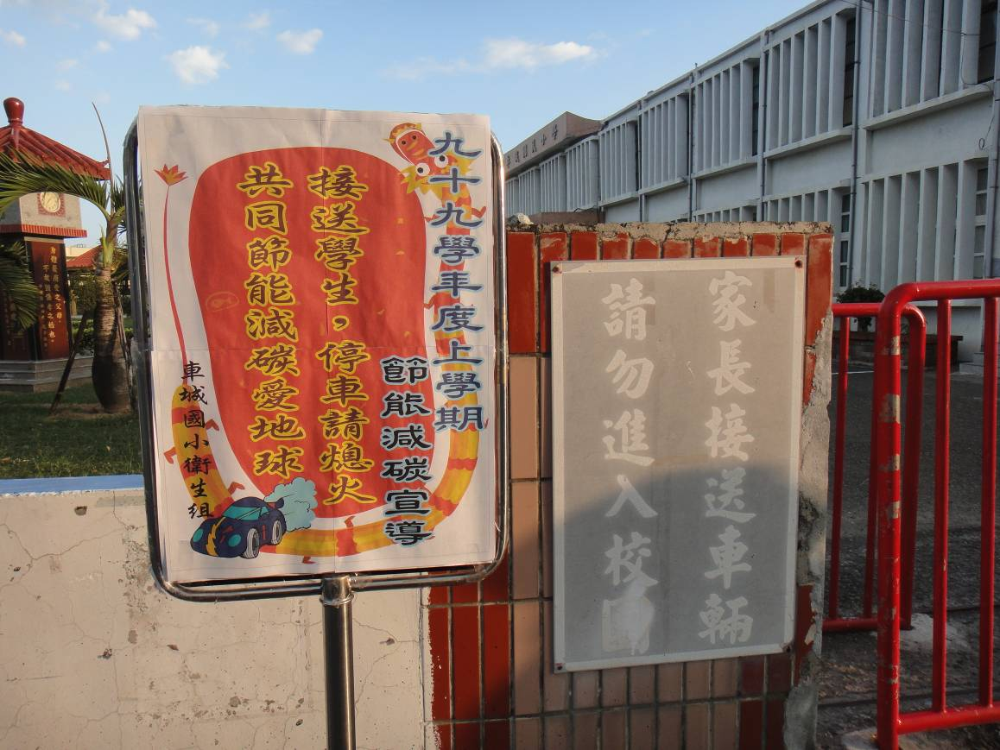 九十九學年度上學期
節能減碳宣導
接送學生，停車請熄火
共同節能減碳愛地球
車城國小衛生組
家長接送車輛
請勿進入校園